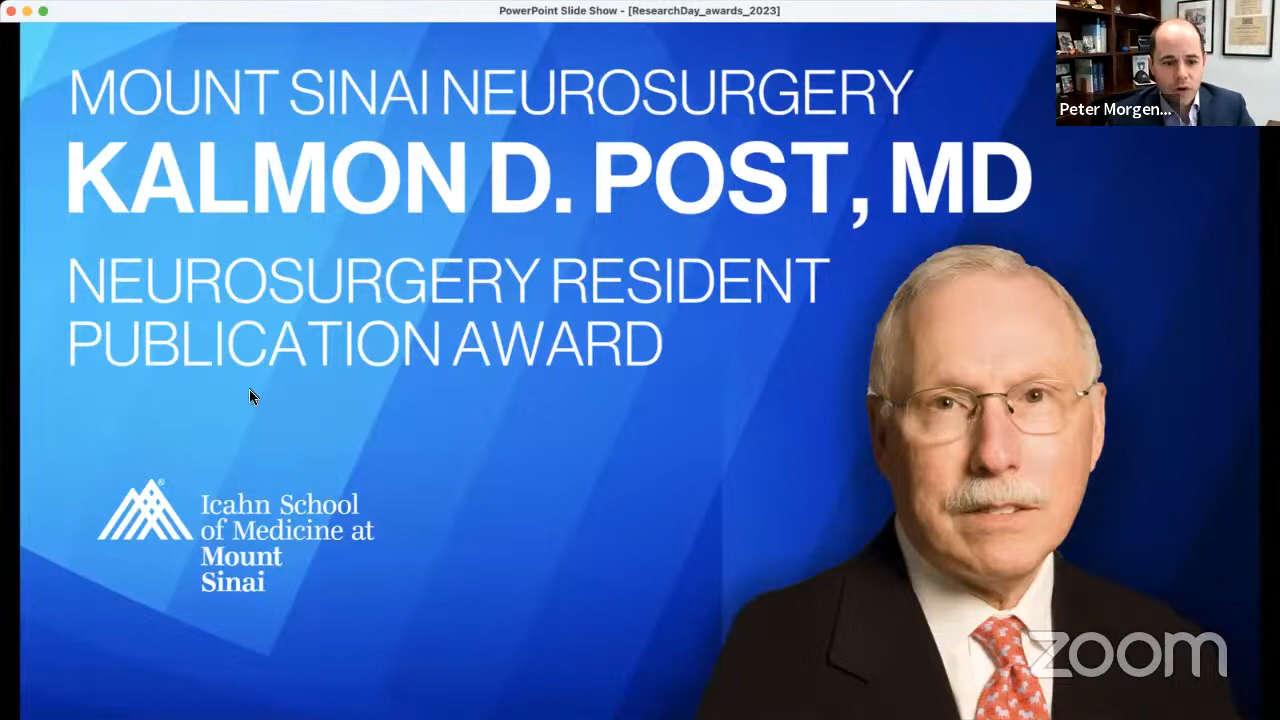 PowerPoint Slide Show - [ResearchDay_awards_2023]
MOUNT SINAI NEUROSURGERY
KALMON D. POST, MD
NEUROSURGERY RESIDENT
PUBLICATION AWARD
Icahn School
of Medicine at
Mount
Sinai
Peter Morgen...
zoom